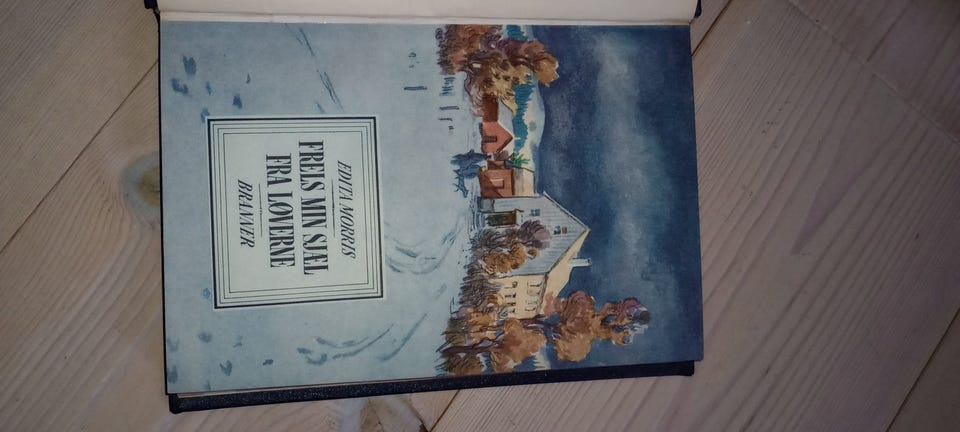 EDITA MORRIS
FRELS MIN SJÆL
FRA LØVERNE
BRANNER